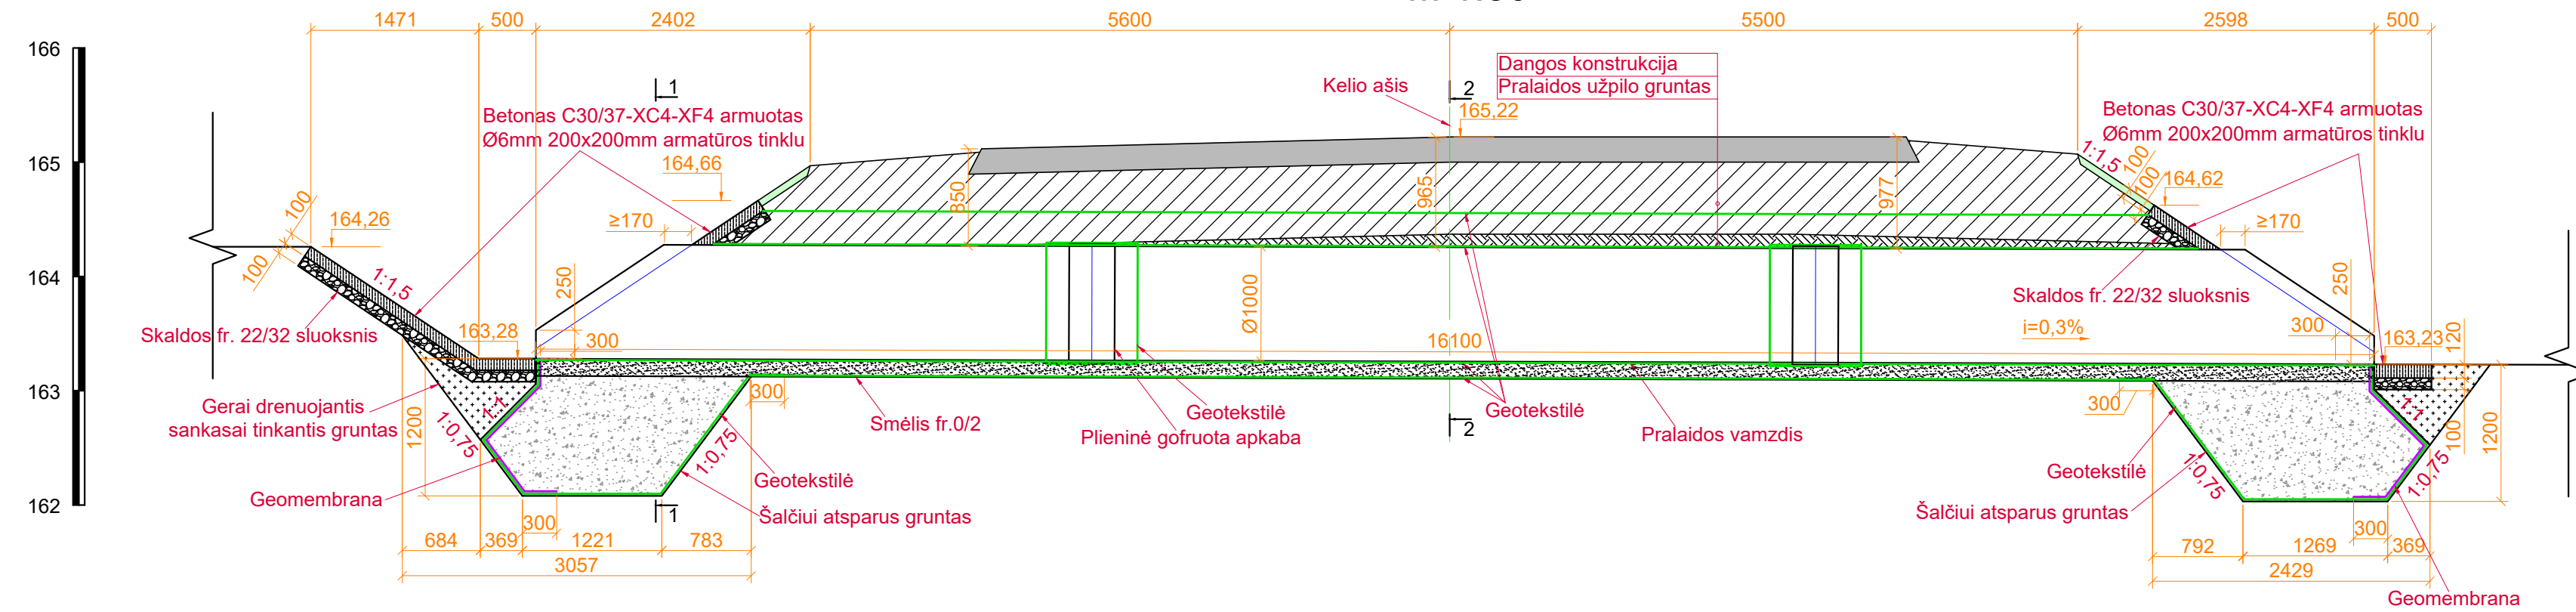 1471
500
2402
5600
5500
2598
500
166
165
164
163
162
1
2
Kelio ašis
Dangos konstrukcija
Pralaidos užpilo gruntas
165,22
Betonas C30/37-XC4-XF4 armuotas
Ø6mm 200x200mm armatūros tinklu
164,66
Betonas C30/37-XC4-XF4 armuotas
Ø6mm 200x200mm armatūros tinklu
1:1,5
100
100
164,62
≥170
850
965
977
≥170
100
164,26
100
1:1,5
250
Ø1000
250
Skaldos fr. 22/32 sluoksnis
Skaldos fr. 22/32 sluoksnis
163,28
300
16100
i=0,3%
300
163,23
120
Gerai drenuojantis
sankasai tinkantis gruntas
1:1
1200
1:0,75
300
Smėlis fr.0/2
Geotekstilė
Plieninė gofruota apkaba
Geotekstilė
2
Pralaidos vamzdis
300
1:1
100
1200
1:0,75
Geomembrana
1:0,75
Geotekstilė
Šalčiui atsparus gruntas
1
Geotekstilė
1:0,75
Šalčiui atsparus gruntas
300
300
684
369
1221
783
3057
792
1269
369
2429
Geomembrana